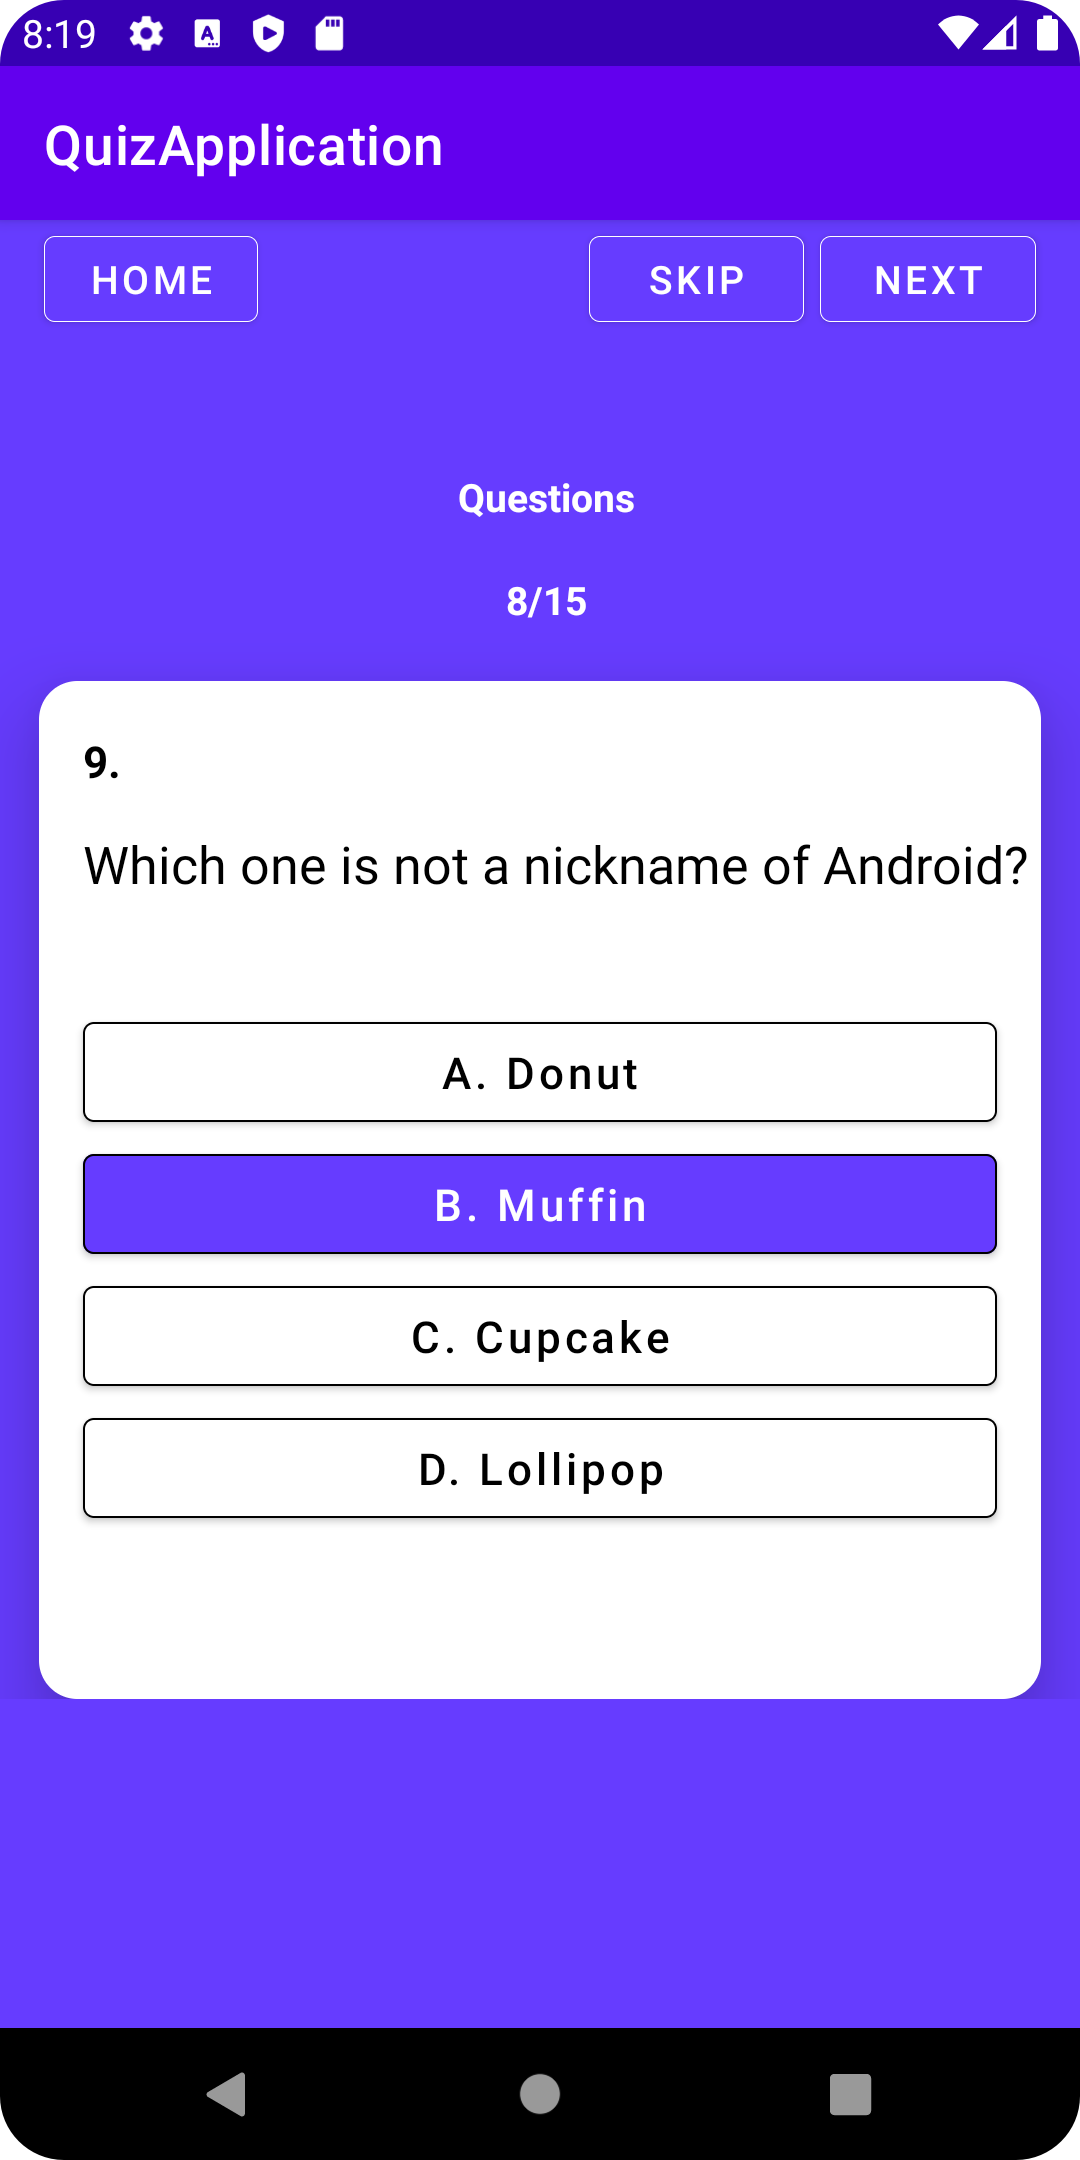 8:19
QuizApplication
HOME SKIP NEXT
Questions
8/15
9.
Which one is not a nickname of Android?
A. Donut
B. Muffin
C. Cupcake
D. Lollipop